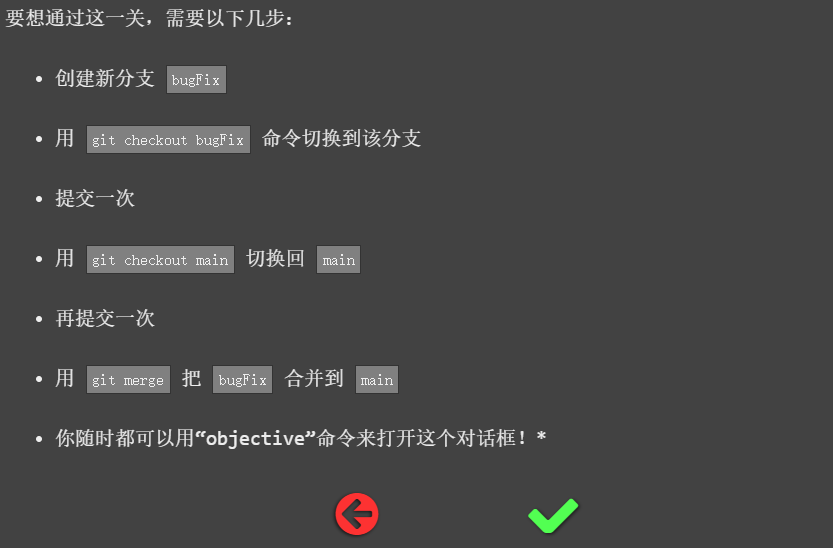 要想通过这一关，需要以下几步：
• 创建新分支 bugFix
• 用 git checkout bugFix 命令切换到该分支
• 提交一次
• 用 git checkout main 切换回 main
• 再提交一次
• 用 git merge 把 bugFix 合并到 main
• 你随时都可以用“objective”命令来打开这个对话框！*